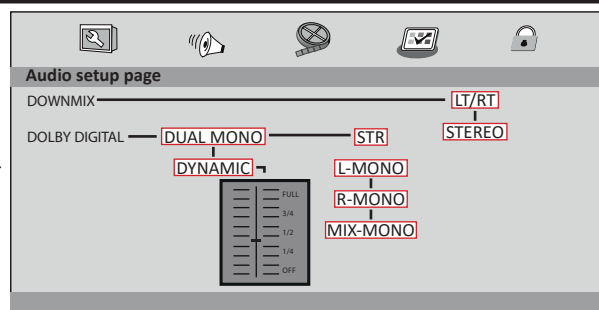 Audio setup page
DOWNMIX LT/RT
STEREO
DOLBY DIGITAL DUAL MONO STR
DYNAMIC L-MONO
R-MONO
MIX-MONO
FULL
3/4
1/2
1/4
OFF